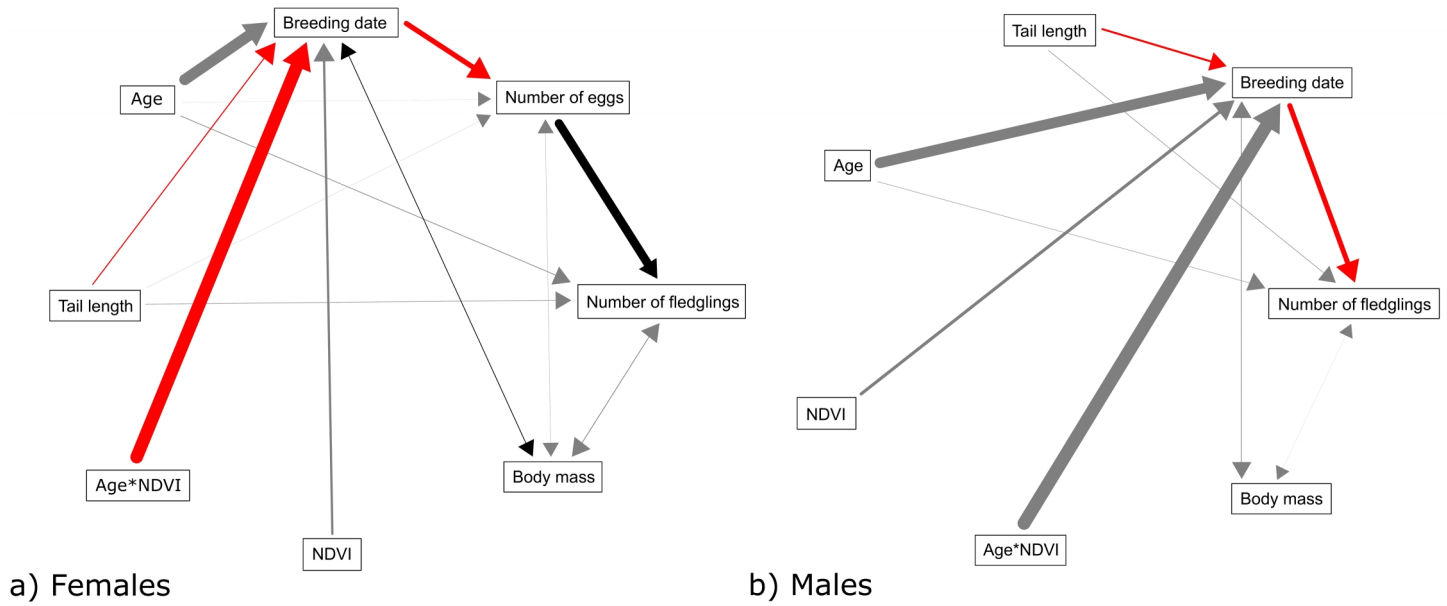 Breeding date
Age
Number of eggs
Tail length
Number of fledglings
Body mass
Age*NDVI
NDVI
a) Females
Tail length
Breeding date
Age
Number of fledglings
NDVI
Body mass
Age*NDVI
b) Males